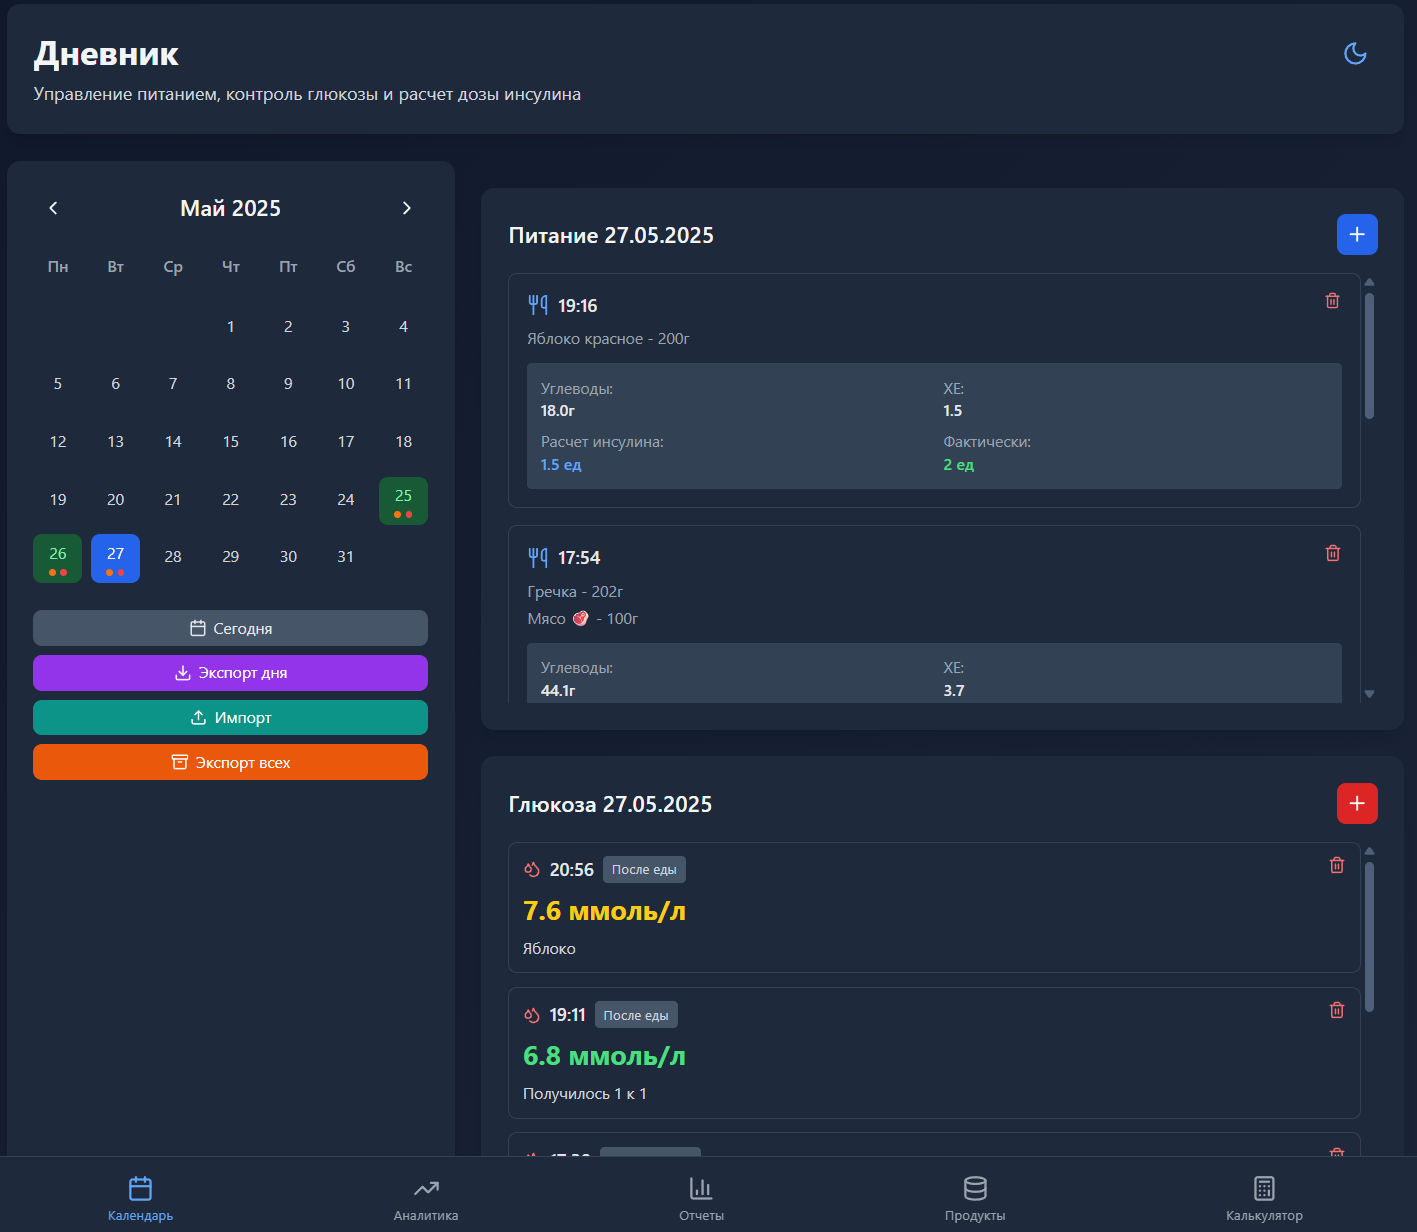 Дневник
Управление питанием, контроль глюкозы и расчет дозы инсулина
Май 2025
Пн Вт Ср Чт Пт Сб Вс
1 2 3 4
5 6 7 8 9 10 11
12 13 14 15 16 17 18
19 20 21 22 23 24 25
26 27 28 29 30 31
Сегодня
Экспорт дня
Импорт
Экспорт всех
Питание 27.05.2025
19:16
Яблоко красное - 200г
Углеводы: ХЕ:
18.0г 1.5
Расчет инсулина: Фактически:
1.5 ед 2 ед
17:54
Гречка - 202г
Мясо 🥩 - 100г
Углеводы: ХЕ:
44.1г 3.7
Глюкоза 27.05.2025
20:56 После еды
7.6 ммоль/л
Яблоко
19:11 После еды
6.8 ммоль/л
Получилось 1 к 1
Календарь Аналитика Отчеты Продукты Калькулятор